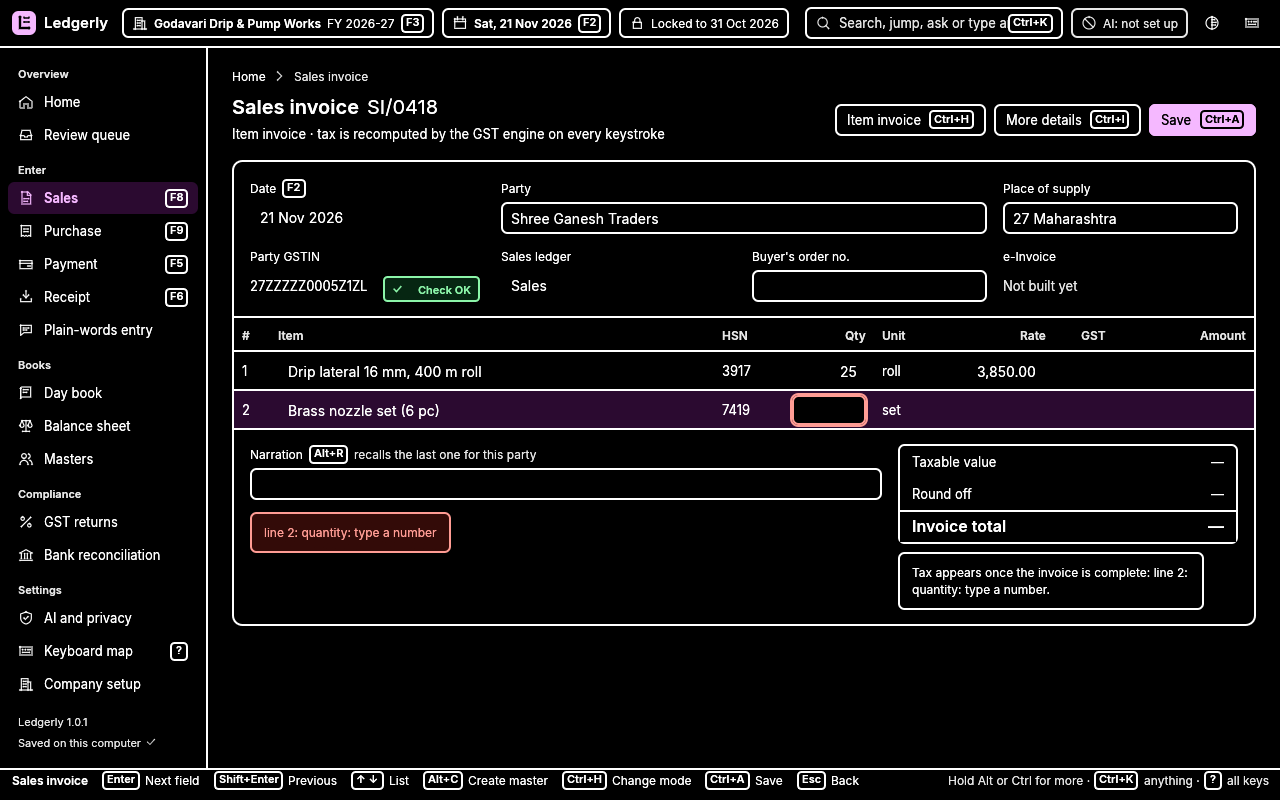 Ledgerly
Godavari Drip & Pump Works FY 2026-27 F3
Sat, 21 Nov 2026 F2
Locked to 31 Oct 2026
Search, jump, ask or type a Ctrl+K
AI: not set up
Overview
Home
Review queue
Enter
Sales F8
Purchase F9
Payment F5
Receipt F6
Plain-words entry
Books
Day book
Balance sheet
Masters
Compliance
GST returns
Bank reconciliation
Settings
AI and privacy
Keyboard map ?
Company setup
Ledgerly 1.0.1
Saved on this computer
Home Sales invoice
Sales invoice SI/0418
Item invoice · tax is recomputed by the GST engine on every keystroke
Item invoice Ctrl+H
More details Ctrl+I
Save Ctrl+A
Date F2 Party Place of supply
21 Nov 2026 Shree Ganesh Traders 27 Maharashtra
Party GSTIN Sales ledger Buyer's order no. e-Invoice
27ZZZZZ0005Z1ZL Check OK Sales Not built yet
# Item HSN Qty Unit Rate GST Amount
1 Drip lateral 16 mm, 400 m roll 3917 25 roll 3,850.00
2 Brass nozzle set (6 pc) 7419 set
Narration Alt+R recalls the last one for this party
line 2: quantity: type a number
Taxable value —
Round off —
Invoice total —
Tax appears once the invoice is complete: line 2:
quantity: type a number.
Sales invoice Enter Next field Shift+Enter Previous ↑ ↓ List Alt+C Create master Ctrl+H Change mode Ctrl+A Save Esc Back Hold Alt or Ctrl for more · Ctrl+K anything · ? all keys